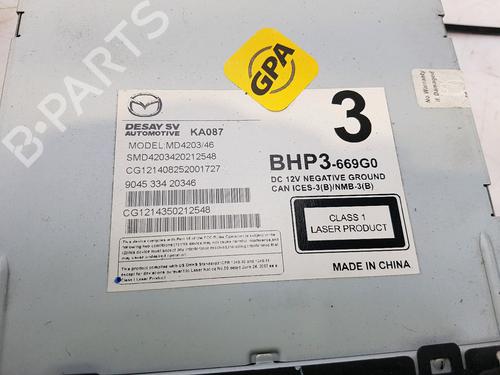 B-PARTS
GPA
No Warranty
If Damaged
DESAY SV
AUTOMOTIVE
KA087
3
MODEL:MD4203/46
SMD4203420212548
CG121408252001727
9045 334 20346
CG1214350212548
BHP3-669G0
DC 12V NEGATIVE GROUND
CAN ICES-3(B)/NMB-3(B)
CLASS 1
LASER PRODUCT
MADE IN CHINA